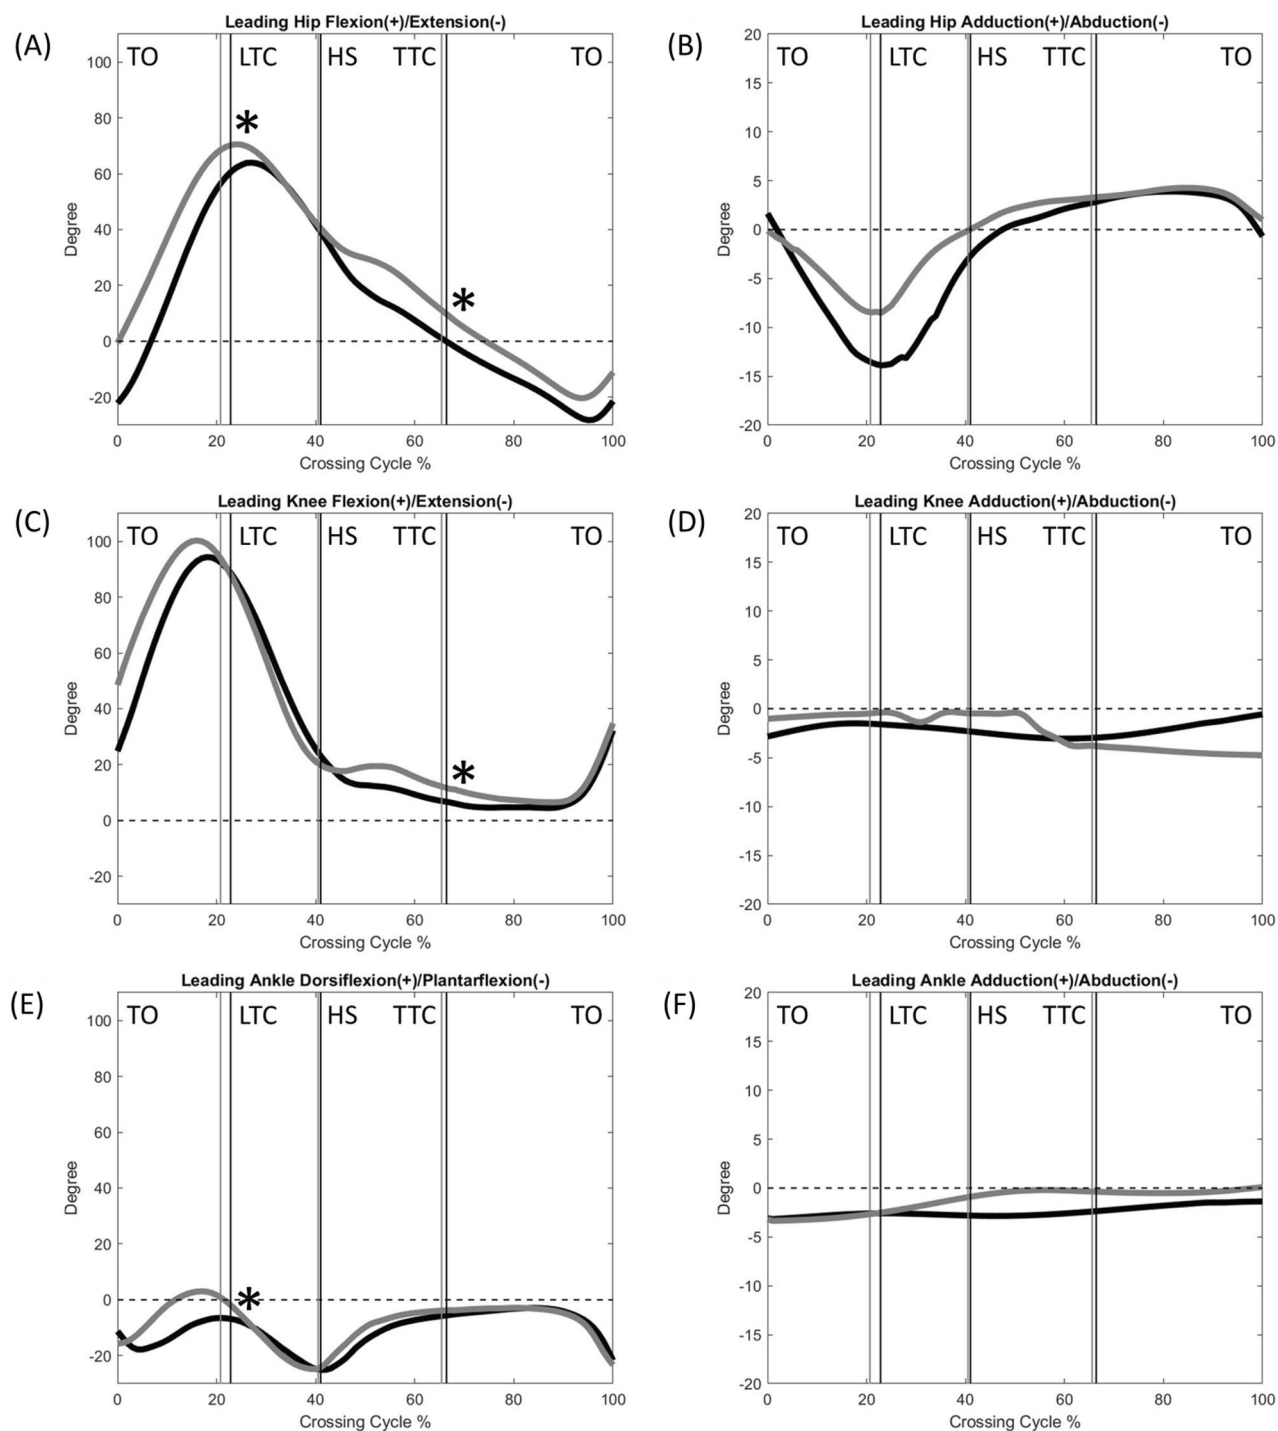 Leading Hip Flexion(+)/Extension(-)
(A)
TO LTC HS TTC TO
*
*
100
80
60
40
20
0
-20
Degree
0 20 40 60 80 100
Crossing Cycle %
Leading Hip Adduction(+)/Abduction(-)
(B)
TO LTC HS TTC TO
20
15
10
5
0
-5
-10
-15
-20
Degree
0 20 40 60 80 100
Crossing Cycle %
Leading Knee Flexion(+)/Extension(-)
(C)
TO LTC HS TTC TO
*
100
80
60
40
20
0
-20
Degree
0 20 40 60 80 100
Crossing Cycle %
Leading Knee Adduction(+)/Abduction(-)
(D)
TO LTC HS TTC TO
20
15
10
5
0
-5
-10
-15
-20
Degree
0 20 40 60 80 100
Crossing Cycle %
Leading Ankle Dorsiflexion(+)/Plantarflexion(-)
(E)
TO LTC HS TTC TO
*
100
80
60
40
20
0
-20
Degree
0 20 40 60 80 100
Crossing Cycle %
Leading Ankle Adduction(+)/Abduction(-)
(F)
TO LTC HS TTC TO
20
15
10
5
0
-5
-10
-15
-20
Degree
0 20 40 60 80 100
Crossing Cycle %